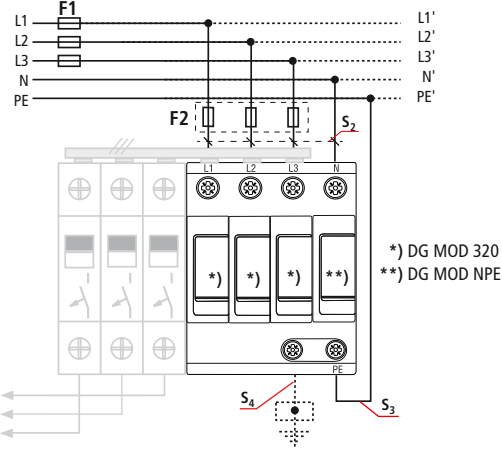 F1
L1 L1'
L2 L2'
L3 L3'
N N'
PE PE'
F2
S2
L1 L2 L3 N
*) *) *) **)
*) DG MOD 320
**) DG MOD NPE
PE
S4
S3